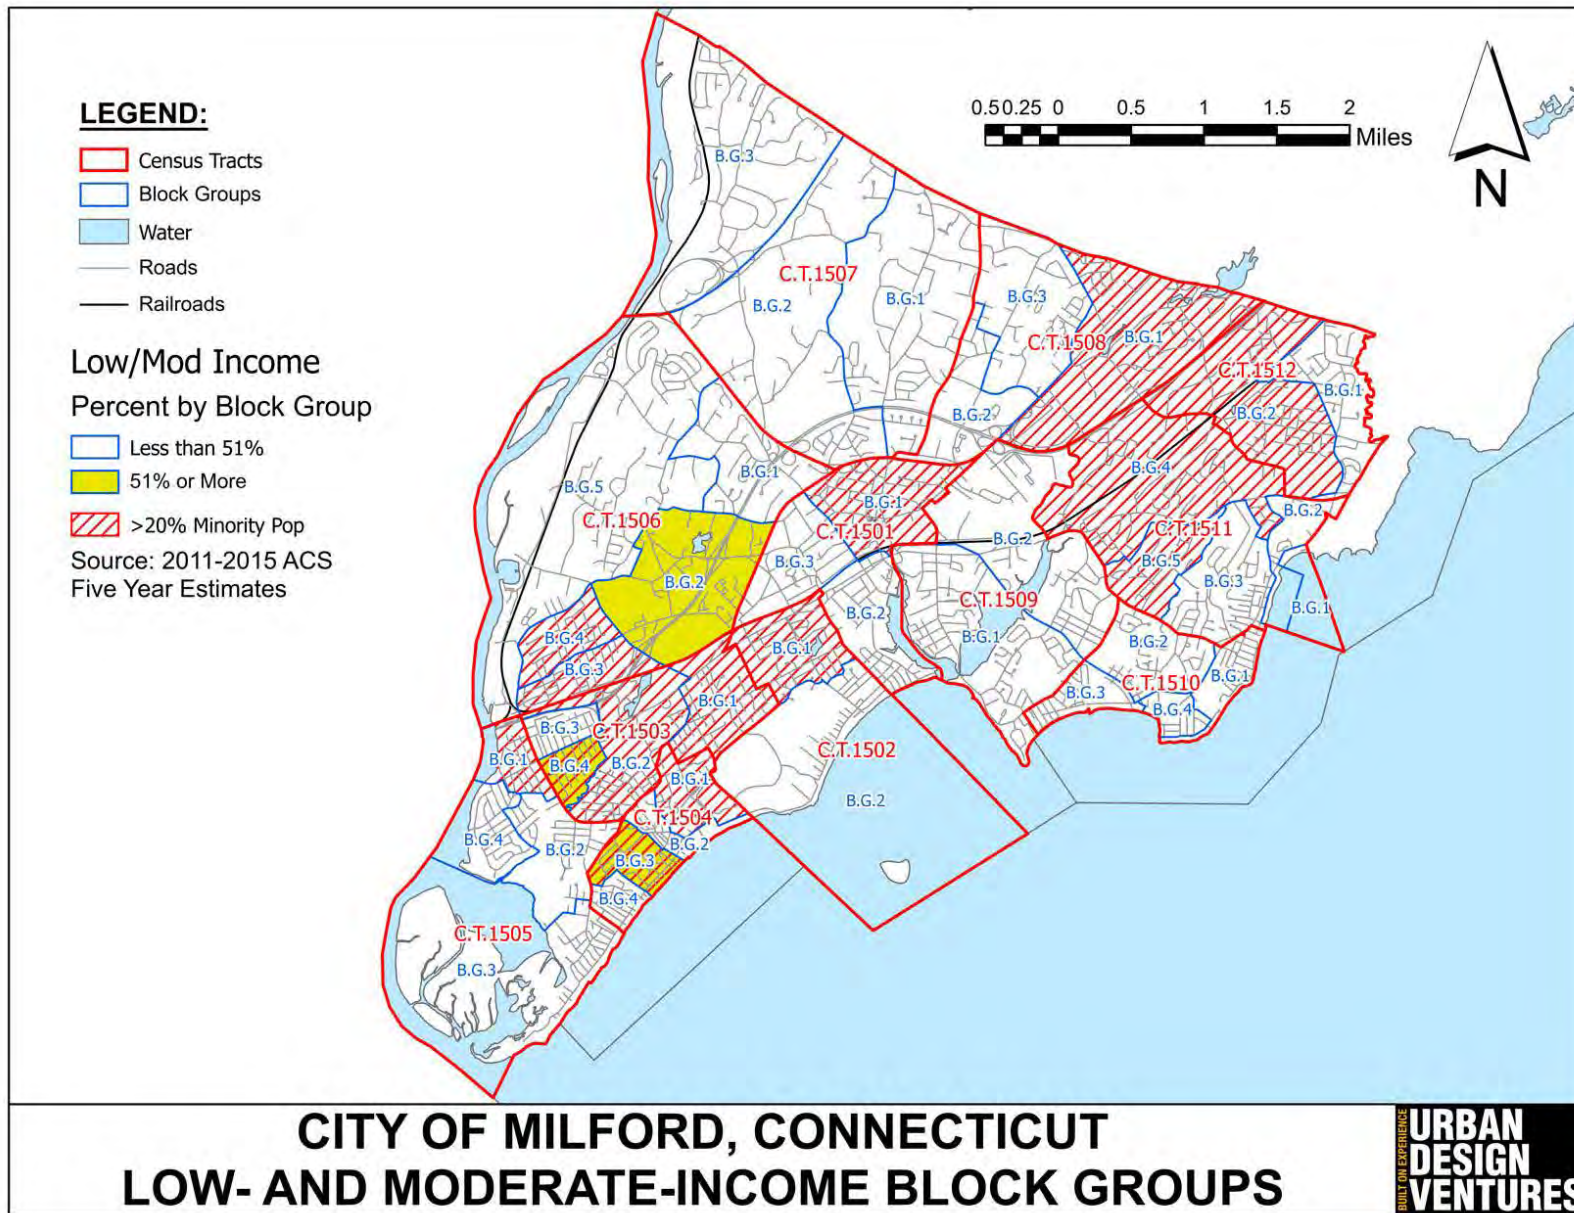 LEGEND:
Census Tracts
Block Groups
Water
Roads
Railroads
Low/Mod Income
Percent by Block Group
Less than 51%
51% or More
>20% Minority Pop
Source: 2011-2015 ACS
Five Year Estimates
0.5 0.25 0 0.5 1 1.5 2
Miles
N
B.G.3
C.T.1507
B.G.2
B.G.1
B.G.3
C.T.1508
B.G.1
C.T.1512
B.G.1
B.G.2
B.G.2
B.G.4
B.G.1
B.G.5
C.T.1506
B.G.1
C.T.1501
B.G.2
B.G.2
C.T.1511
B.G.5
B.G.3
B.G.3
B.G.2
B.G.2
C.T.1509
B.G.1
B.G.1
B.G.4
B.G.3
B.G.1
B.G.2
B.G.1
C.T.1510
B.G.3
B.G.4
B.G.1
C.T.1503
B.G.3
C.T.1502
B.G.1
B.G.4
B.G.2
B.G.1
B.G.2
C.T.1504
B.G.4
B.G.2
B.G.2
B.G.3
B.G.4
C.T.1505
B.G.3
CITY OF MILFORD, CONNECTICUT
LOW- AND MODERATE-INCOME BLOCK GROUPS
BUILT ON EXPERIENCE
URBAN
DESIGN
VENTURES